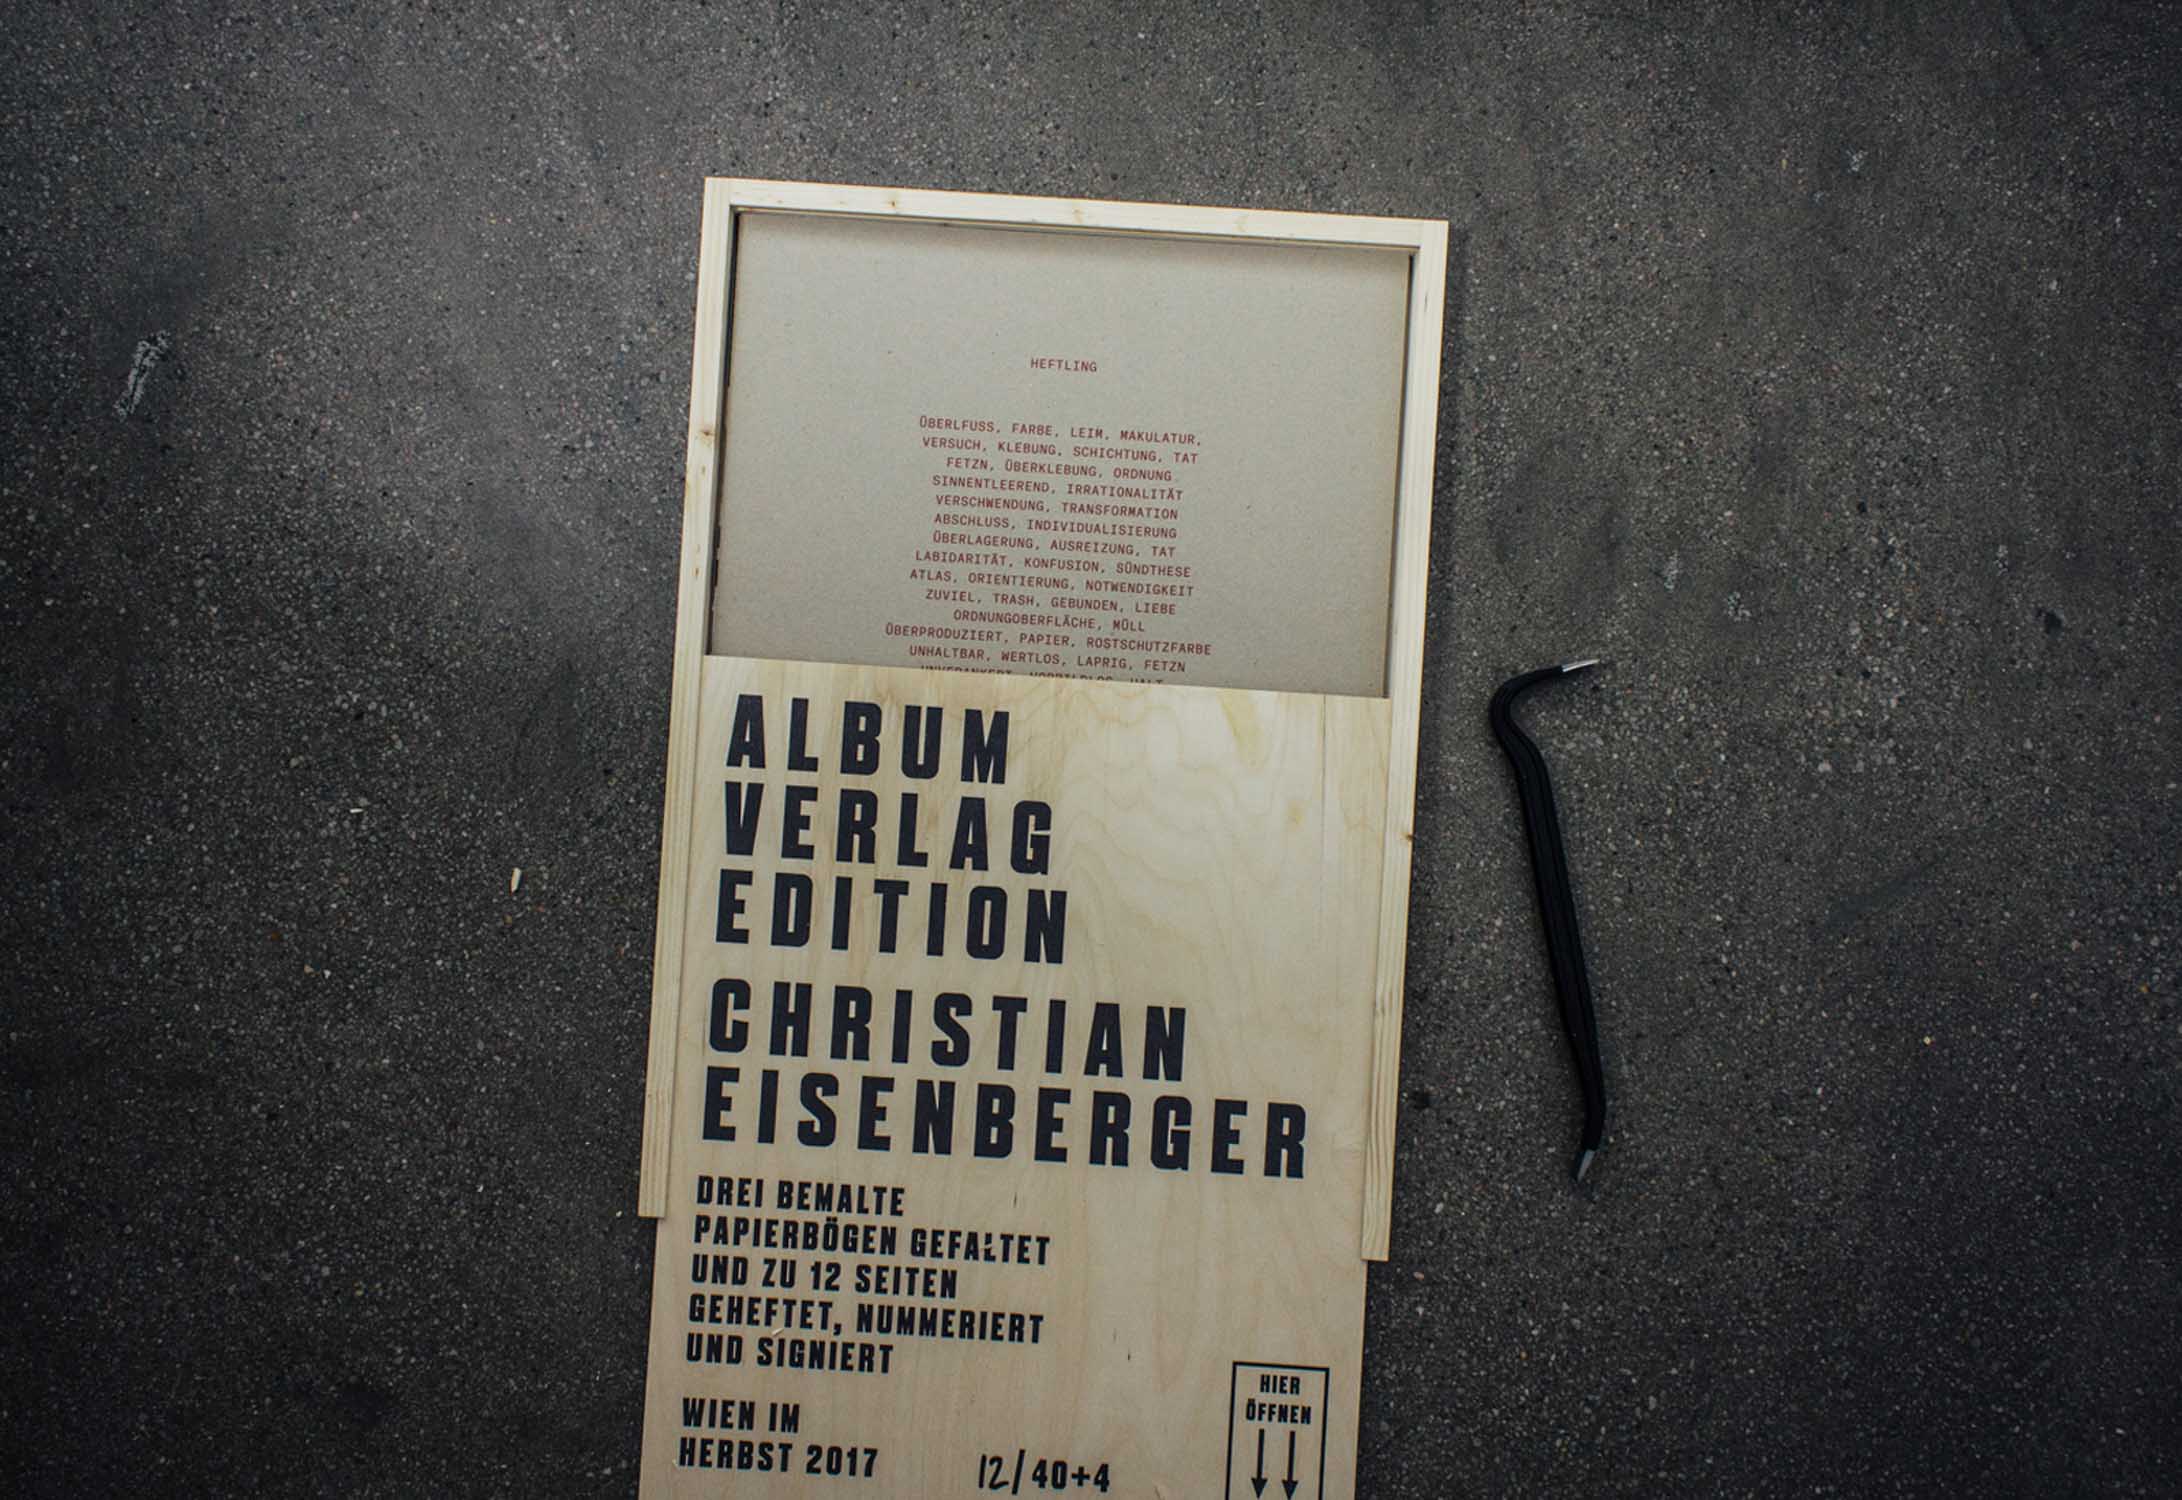 HEFTLING
ÜBERLFUSS, FARBE, LEIM, MAKULATUR,
VERSUCH, KLEBUNG, SCHICHTUNG, TAT
FETZN, ÜBERKLEBUNG, ORDNUNG
SINNENTLEEREND, IRRATIONALITÄT
VERSCHWENDUNG, TRANSFORMATION
ABSCHLUSS, INDIVIDUALISIERUNG
ÜBERLAGERUNG, AUSREIZUNG, TAT
LABIDARITÄT, KONFUSION, SÜNDTHESE
ATLAS, ORIENTIERUNG, NOTWENDIGKEIT
ZUVIEL, TRASH, GEBUNDEN, LIEBE
ORDNUNGOBERFLÄCHE, MÜLL
ÜBERPRODUZIERT, PAPIER, ROSTSCHUTZFARBE
UNHALTBAR, WERTLOS, LAPRIG, FETZN
ALBUM
VERLAG
EDITION
CHRISTIAN
EISENBERGER
DREI BEMALTE
PAPIERBÖGEN GEFALTET
UND ZU 12 SEITEN
GEHEFTET, NUMMERIERT
UND SIGNIERT
WIEN IM
HERBST 2017
12/40+4
HIER
ÖFFNEN